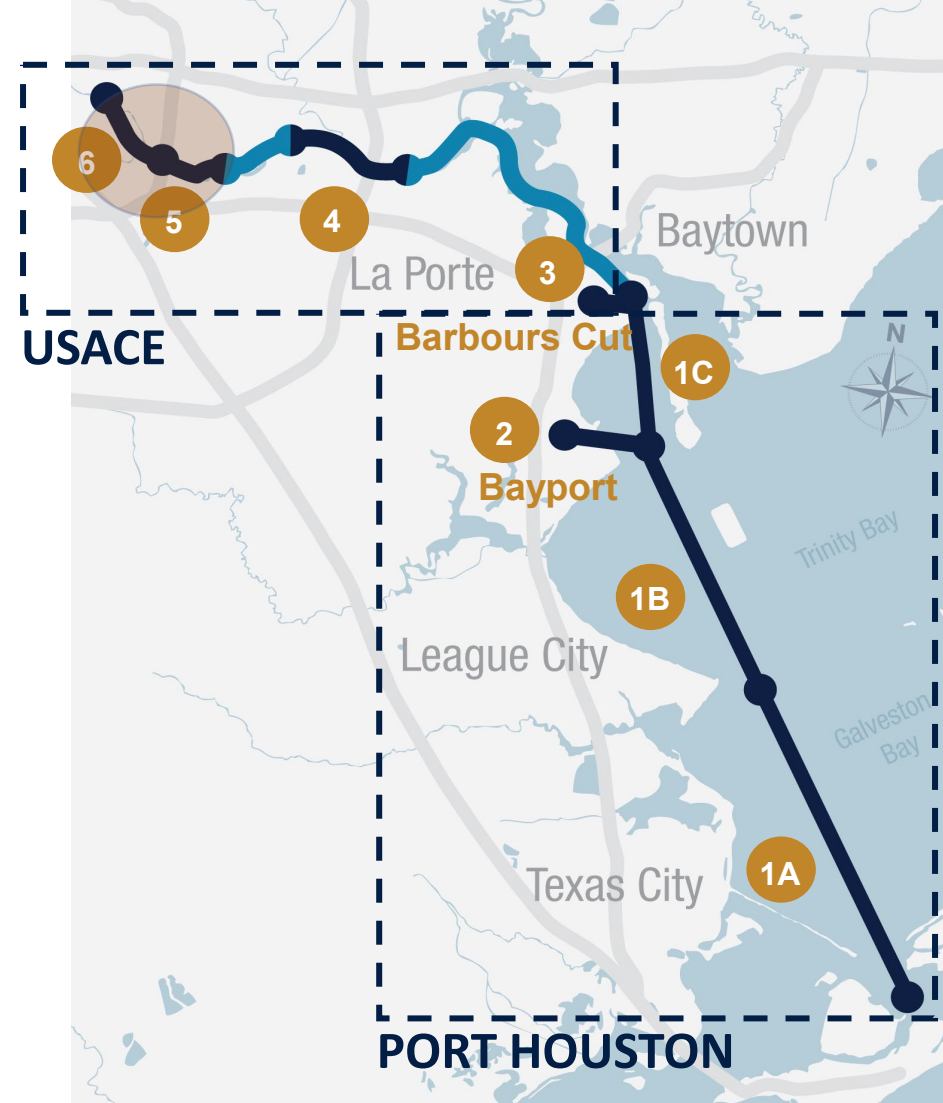 6
5
4
Baytown
La Porte
3
N
USACE
Barbours Cut
1C
2
Bayport
Trinity Bay
1B
League City
Galveston
Bay
1A
Texas City
PORT HOUSTON